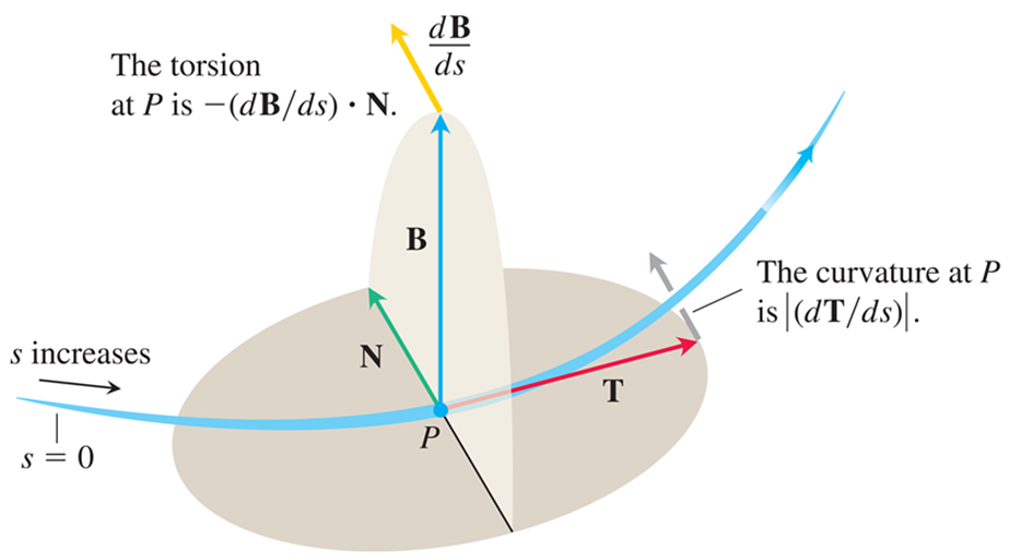 dB
ds
The torsion
at P is −(dB/ds) · N.
B
The curvature at P
is |(dT/ds)|.
N
s increases
T
P
s = 0